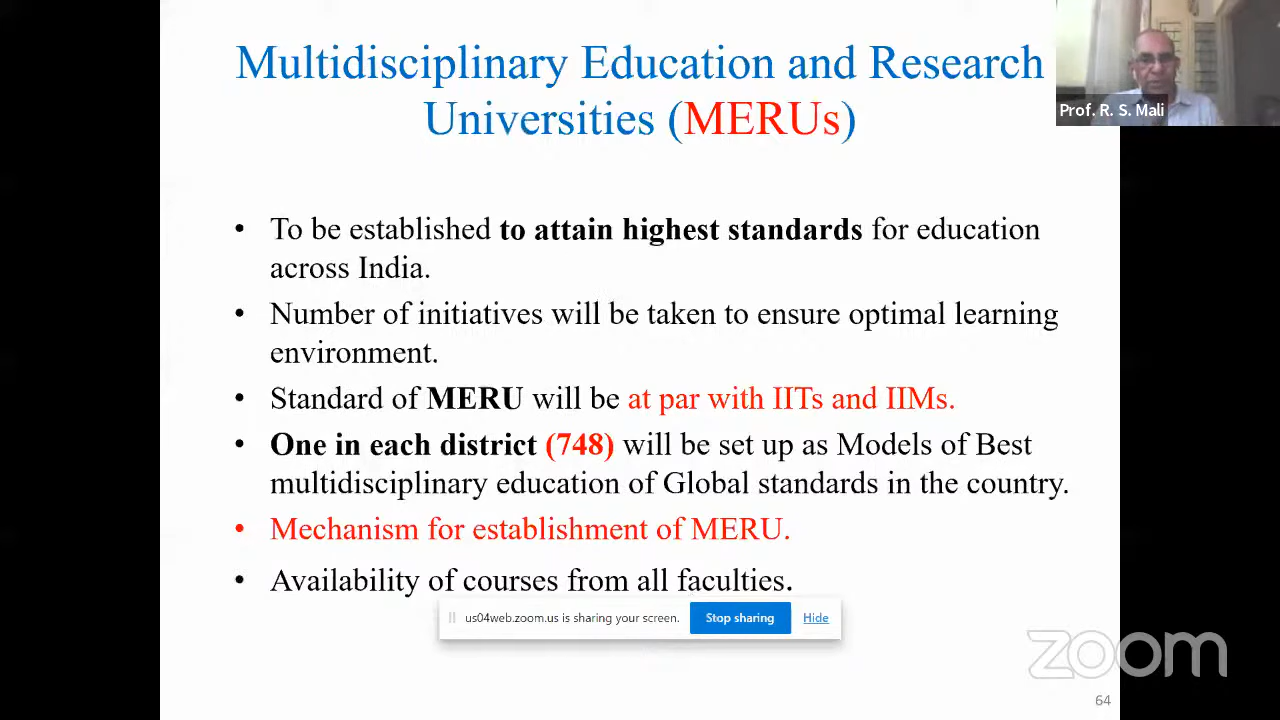 Multidisciplinary Education and Research
Universities (MERUs)
Prof. R. S. Mali
• To be established to attain highest standards for education
across India.
• Number of initiatives will be taken to ensure optimal learning
environment.
• Standard of MERU will be at par with IITs and IIMs.
• One in each district (748) will be set up as Models of Best
multidisciplinary education of Global standards in the country.
• Mechanism for establishment of MERU.
• Availability of courses from all faculties.
us04web.zoom.us is sharing your screen. Stop sharing Hide
zoom
64